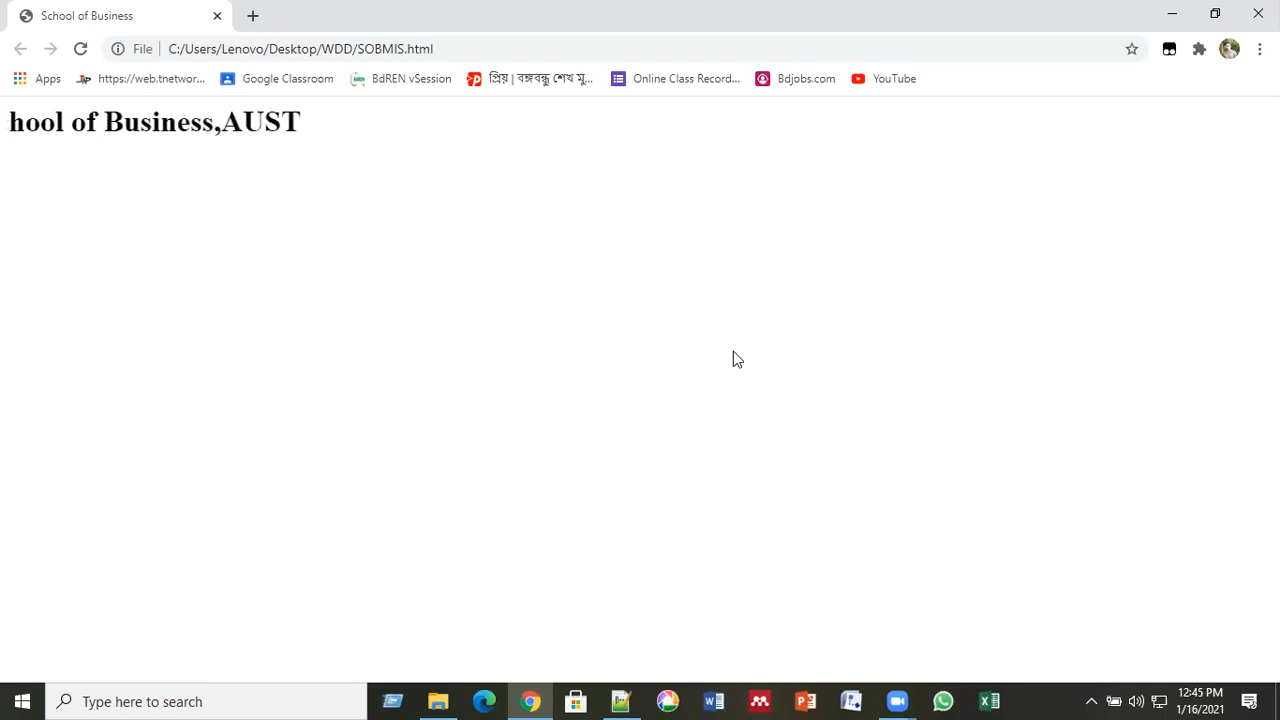 School of Business
File C:/Users/Lenovo/Desktop/WDD/SOBMIS.html
Apps https://web.tnetwor... Google Classroom BdREN vSession প্রিয় | বঙ্গবন্ধু শেখ মু... Online Class Record... Bdjobs.com YouTube
hool of Business,AUST
Type here to search
12:45 PM
1/16/2021